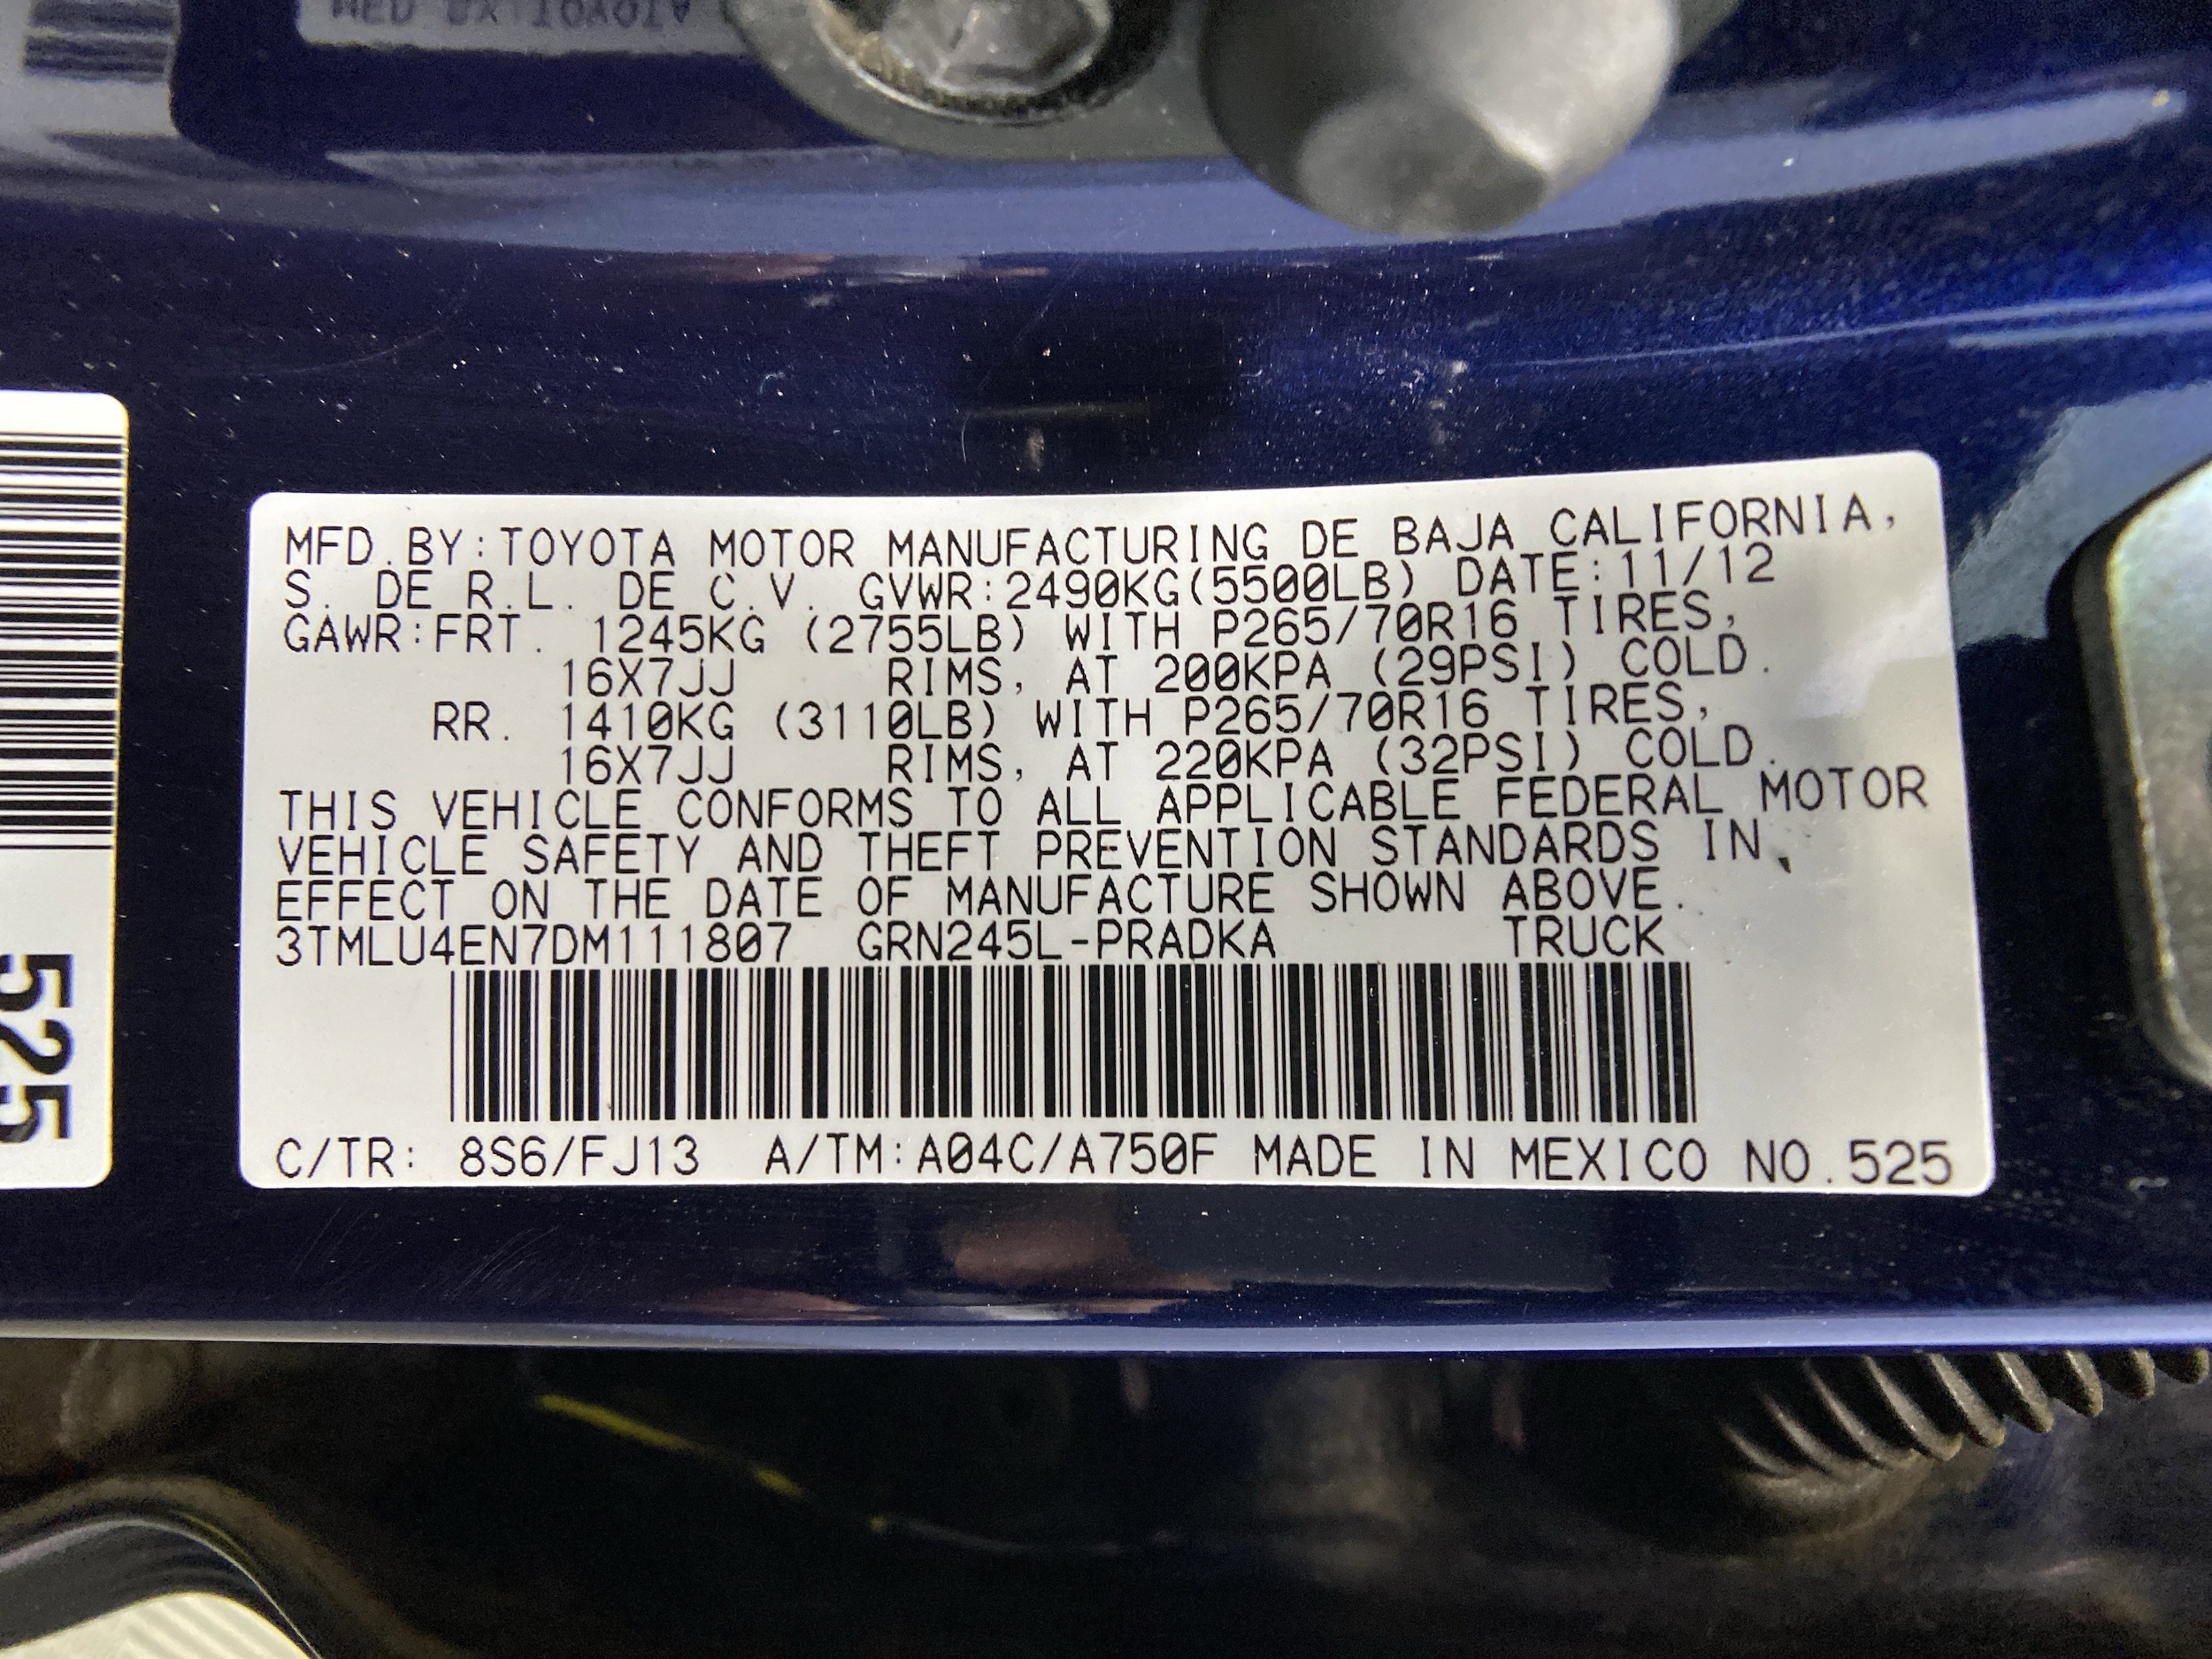 MFD.BY:TOYOTA MOTOR MANUFACTURING DE BAJA CALIFORNIA,
S. DE R.L. DE C.V. GVWR:2490KG(5500LB) DATE:11/12
GAWR:FRT. 1245KG (2755LB) WITH P265/70R16 TIRES,
16X7JJ RIMS, AT 200KPA (29PSI) COLD.
RR. 1410KG (3110LB) WITH P265/70R16 TIRES,
16X7JJ RIMS, AT 220KPA (32PSI) COLD.
THIS VEHICLE CONFORMS TO ALL APPLICABLE FEDERAL MOTOR
VEHICLE SAFETY AND THEFT PREVENTION STANDARDS IN
EFFECT ON THE DATE OF MANUFACTURE SHOWN ABOVE.
3TMLU4EN7DM111807 GRN245L-PRADKA TRUCK
C/TR: 8S6/FJ13 A/TM:A04C/A750F MADE IN MEXICO NO.525
525